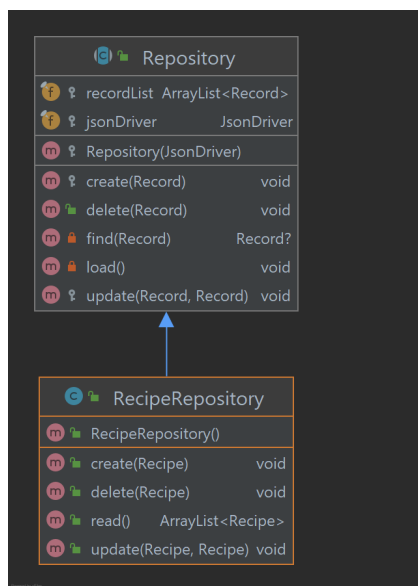 Repository
recordList ArrayList<Record>
jsonDriver JsonDriver
Repository(JsonDriver)
create(Record) void
delete(Record) void
find(Record) Record?
load() void
update(Record, Record) void
RecipeRepository
RecipeRepository()
create(Recipe) void
delete(Recipe) void
read() ArrayList<Recipe>
update(Recipe, Recipe) void